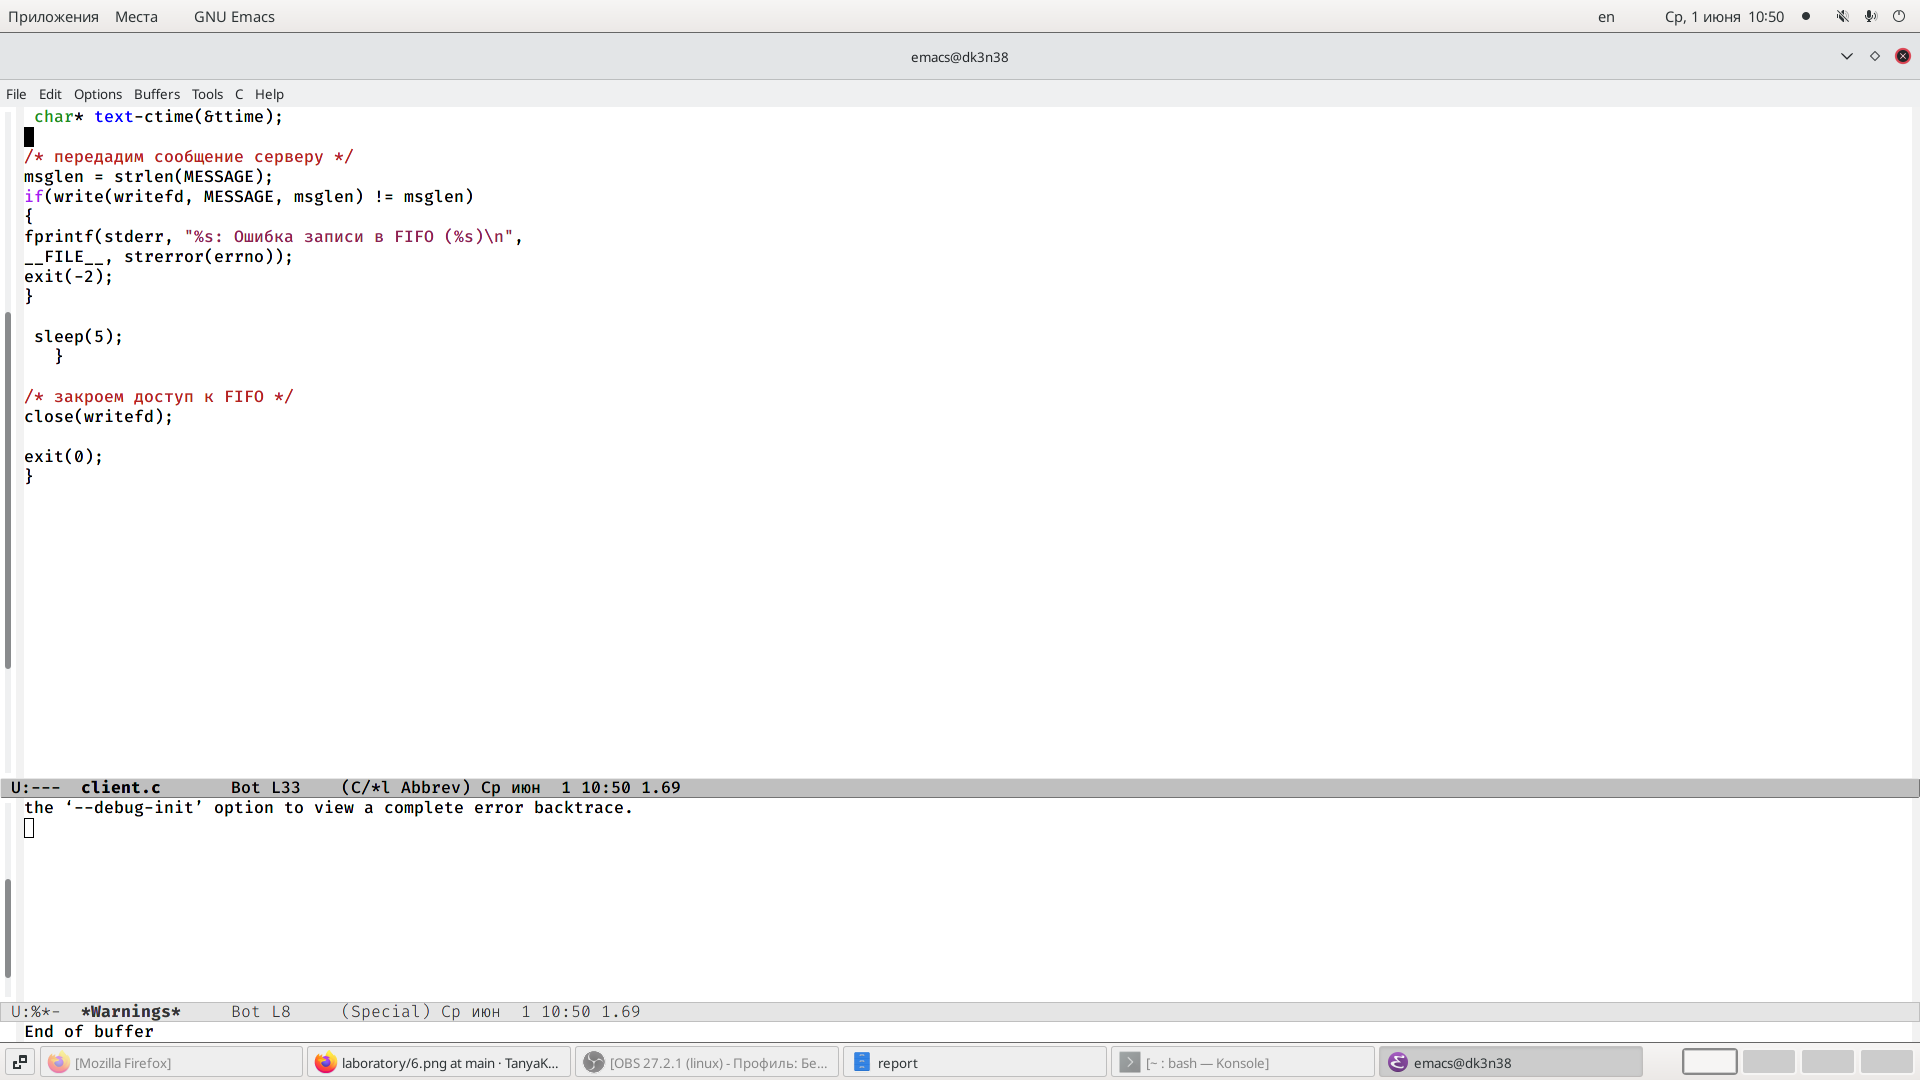 Приложения Места GNU Emacs en Ср, 1 июня 10:50
emacs@dk3n38
File Edit Options Buffers Tools C Help
char* text-ctime(&ttime);
/* передадим сообщение серверу */
msglen = strlen(MESSAGE);
if(write(writefd, MESSAGE, msglen) != msglen)
{
fprintf(stderr, "%s: Ошибка записи в FIFO (%s)\n",
__FILE__, strerror(errno));
exit(-2);
}
sleep(5);
}
/* закроем доступ к FIFO */
close(writefd);
exit(0);
}
U:--- client.c Bot L33 (C/*l Abbrev) Ср июн 1 10:50 1.69
the ‘--debug-init’ option to view a complete error backtrace.
U:%*- *Warnings* Bot L8 (Special) Ср июн 1 10:50 1.69
End of buffer
[Mozilla Firefox] laboratory/6.png at main · TanyaK... [OBS 27.2.1 (linux) - Профиль: Бе... report [~ : bash — Konsole] emacs@dk3n38